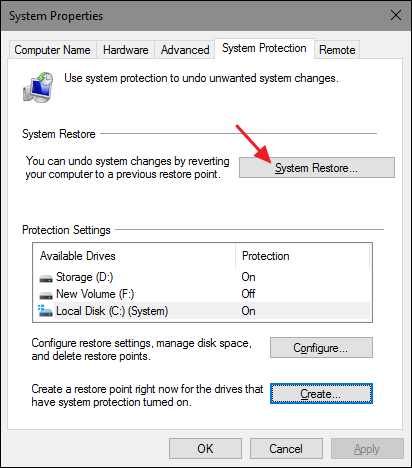 System Properties
Computer Name Hardware Advanced System Protection Remote
Use system protection to undo unwanted system changes.
System Restore
You can undo system changes by reverting
your computer to a previous restore point.
System Restore...
Protection Settings
Available Drives Protection
Storage (D:) On
New Volume (F:) Off
Local Disk (C:) (System) On
Configure restore settings, manage disk space,
and delete restore points.
Configure...
Create a restore point right now for the drives that
have system protection turned on.
Create...
OK Cancel Apply